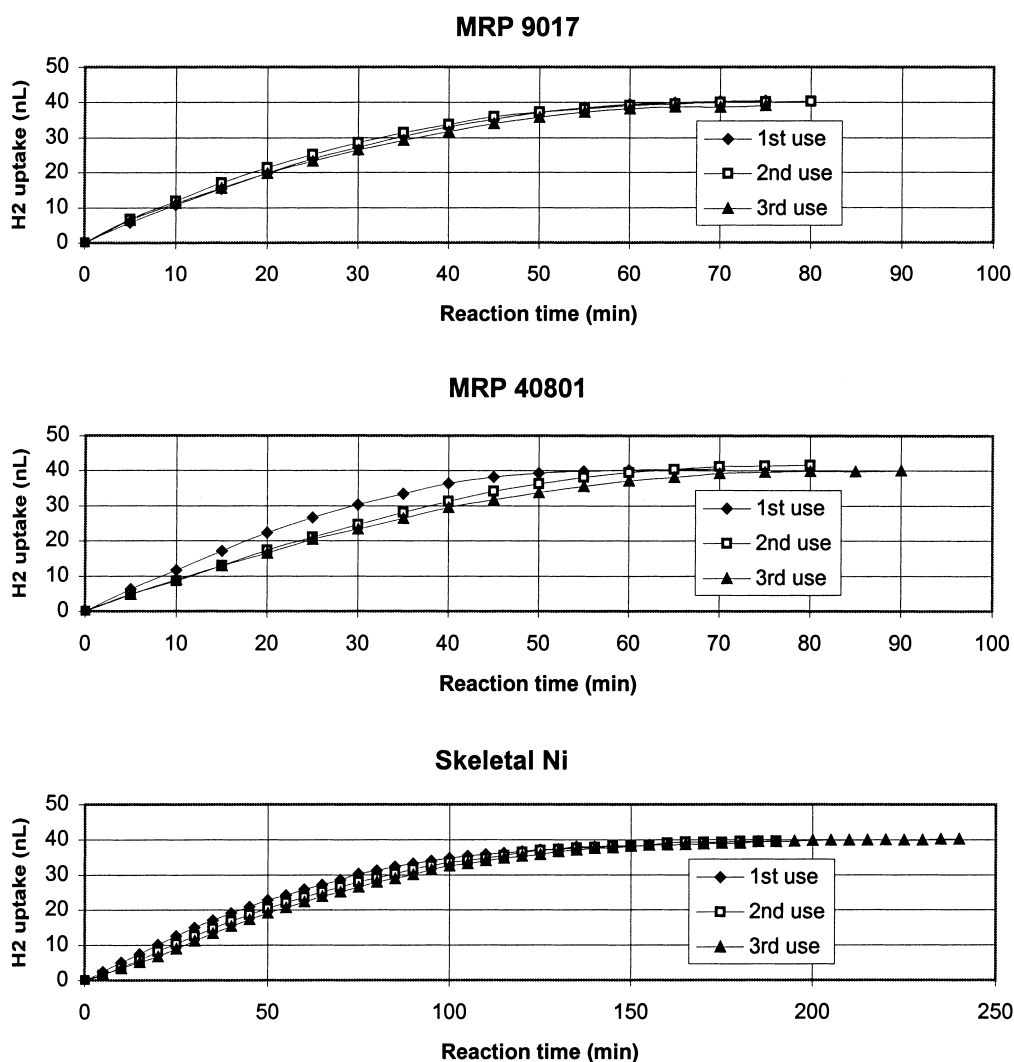 MRP 9017
H2 uptake (nL)
50
40
30
20
10
0
1st use
2nd use
3rd use
0 10 20 30 40 50 60 70 80 90 100
Reaction time (min)
MRP 40801
H2 uptake (nL)
50
40
30
20
10
0
1st use
2nd use
3rd use
0 10 20 30 40 50 60 70 80 90 100
Reaction time (min)
Skeletal Ni
H2 uptake (nL)
50
40
30
20
10
0
1st use
2nd use
3rd use
0 50 100 150 200 250
Reaction time (min)